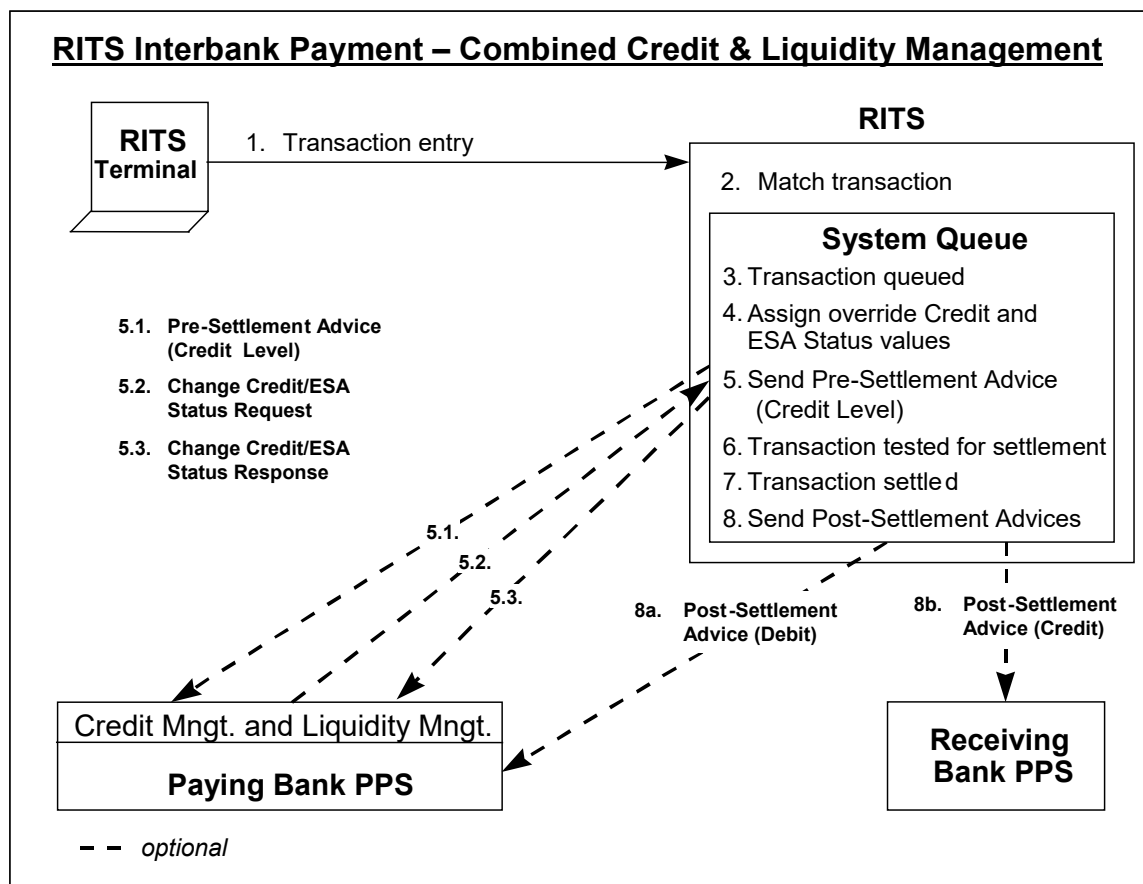 RITS Interbank Payment – Combined Credit & Liquidity Management
RITS
Terminal
1. Transaction entry
RITS
2. Match transaction
System Queue
3. Transaction queued
4. Assign override Credit and
ESA Status values
5. Send Pre-Settlement Advice
(Credit Level)
6. Transaction tested for settlement
7. Transaction settled
8. Send Post-Settlement Advices
5.1. Pre-Settlement Advice
(Credit Level)
5.2. Change Credit/ESA
Status Request
5.3. Change Credit/ESA
Status Response
5.1.
5.2.
5.3.
8a. Post-Settlement
Advice (Debit)
8b. Post-Settlement
Advice (Credit)
Credit Mngt. and Liquidity Mngt.
Paying Bank PPS
Receiving
Bank PPS
optional